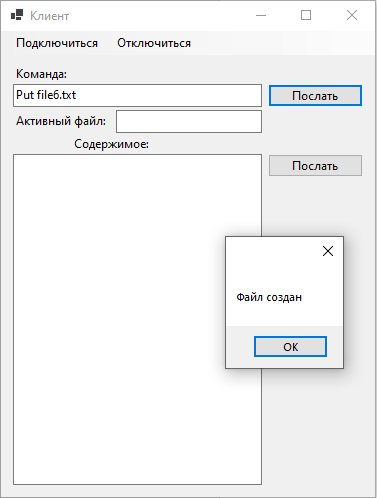 Клиент
Подключиться Отключиться
Команда:
Put file6.txt Послать
Активный файл:
Содержимое:
Послать
Файл создан
OK